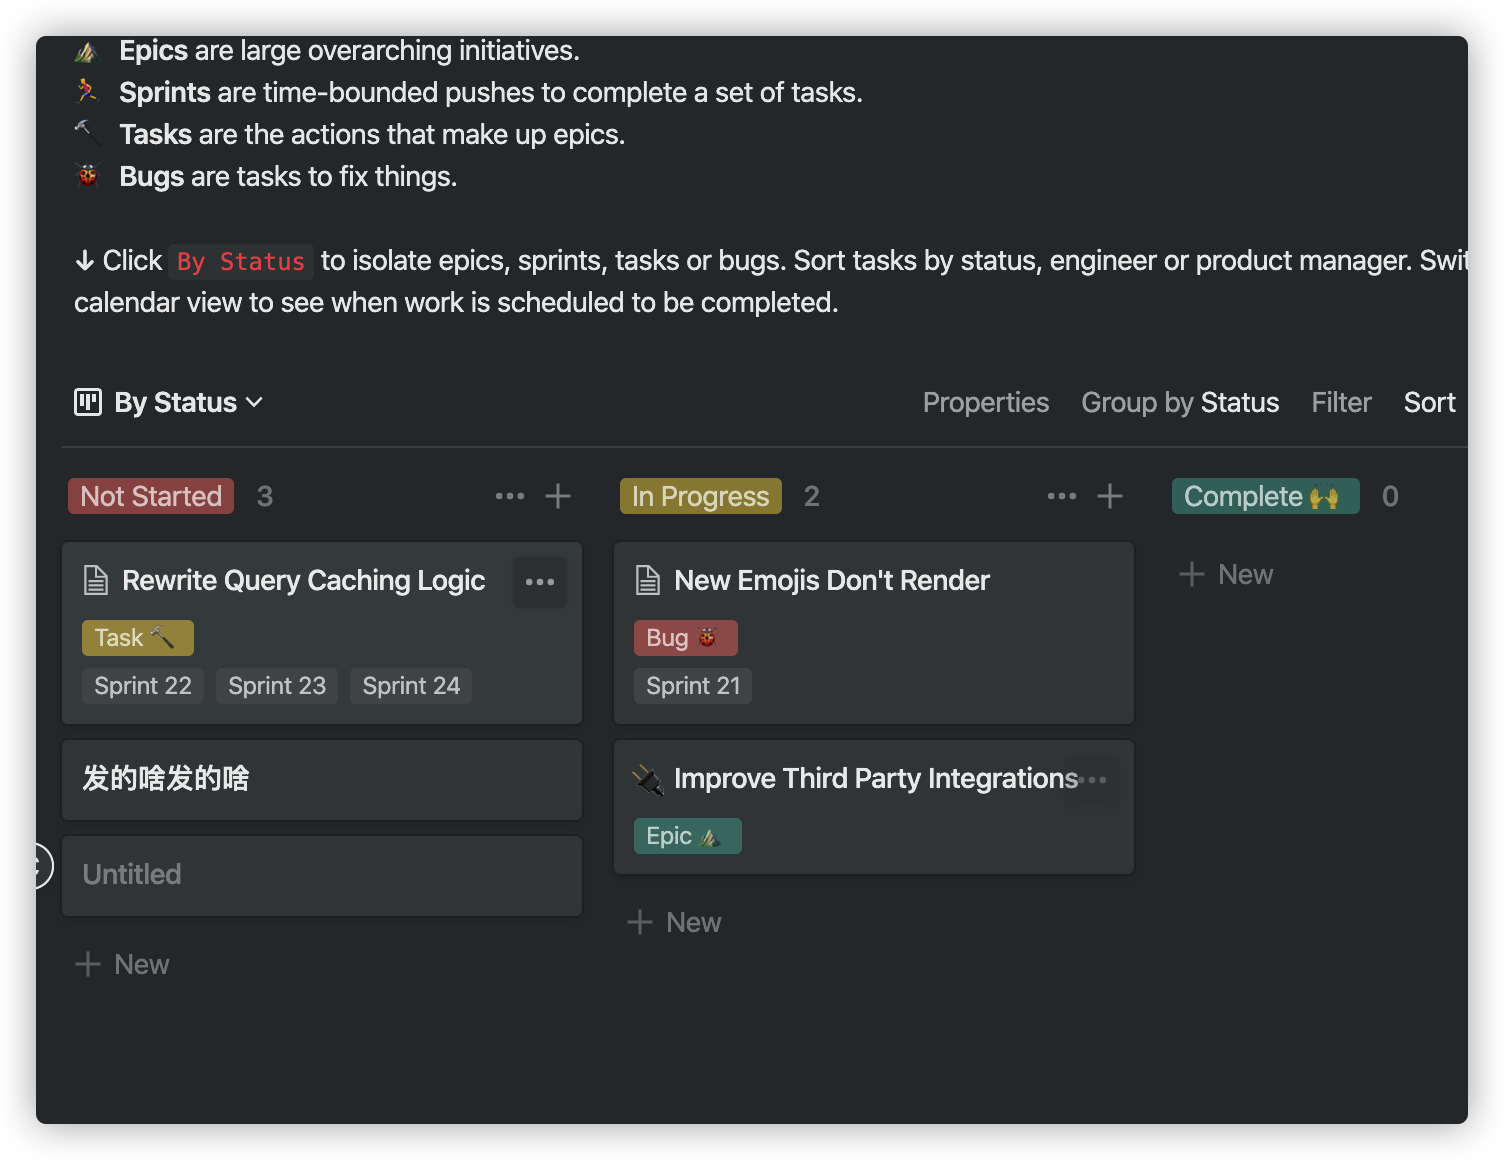 Epics are large overarching initiatives.
Sprints are time-bounded pushes to complete a set of tasks.
Tasks are the actions that make up epics.
Bugs are tasks to fix things.
↓ Click By Status to isolate epics, sprints, tasks or bugs. Sort tasks by status, engineer or product manager. Swit
calendar view to see when work is scheduled to be completed.
By Status Properties Group by Status Filter Sort
Not Started 3 ••• + In Progress 2 ••• + Complete 🙌 0
Rewrite Query Caching Logic •••
Task 🔨
Sprint 22 Sprint 23 Sprint 24
发的啥发的啥
Untitled
+ New
New Emojis Don't Render
Bug 🐞
Sprint 21
Improve Third Party Integrations •••
Epic ⛰️
+ New
+ New